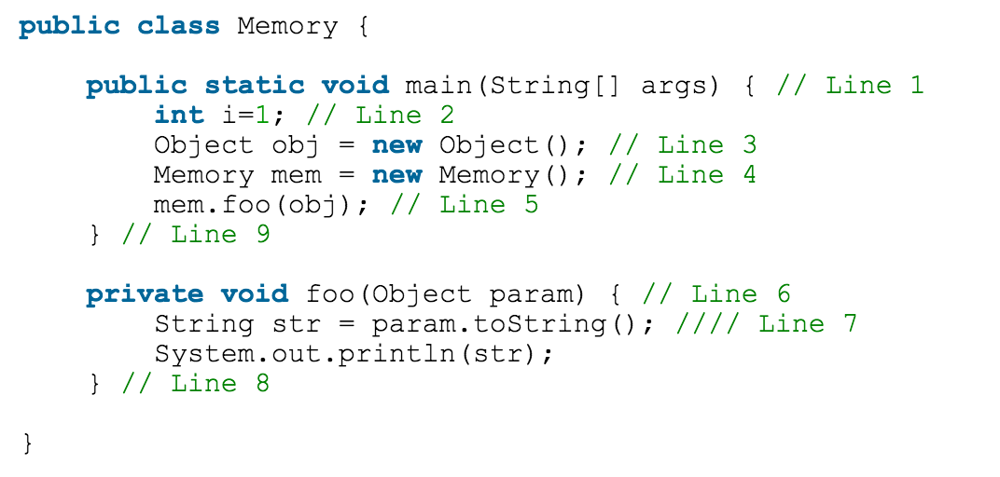 public class Memory {
public static void main(String[] args) { // Line 1
int i=1; // Line 2
Object obj = new Object(); // Line 3
Memory mem = new Memory(); // Line 4
mem.foo(obj); // Line 5
} // Line 9
private void foo(Object param) { // Line 6
String str = param.toString(); //// Line 7
System.out.println(str);
} // Line 8
}